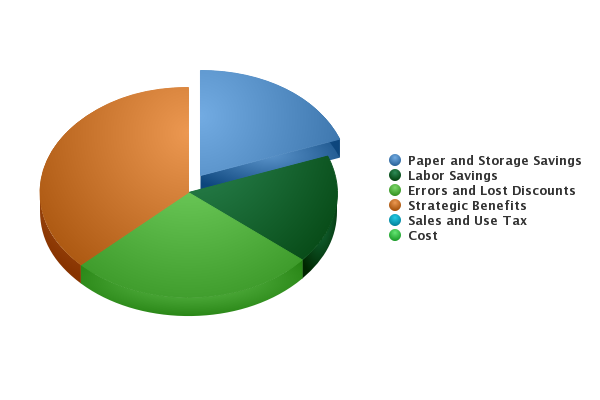 Paper and Storage Savings
Labor Savings
Errors and Lost Discounts
Strategic Benefits
Sales and Use Tax
Cost